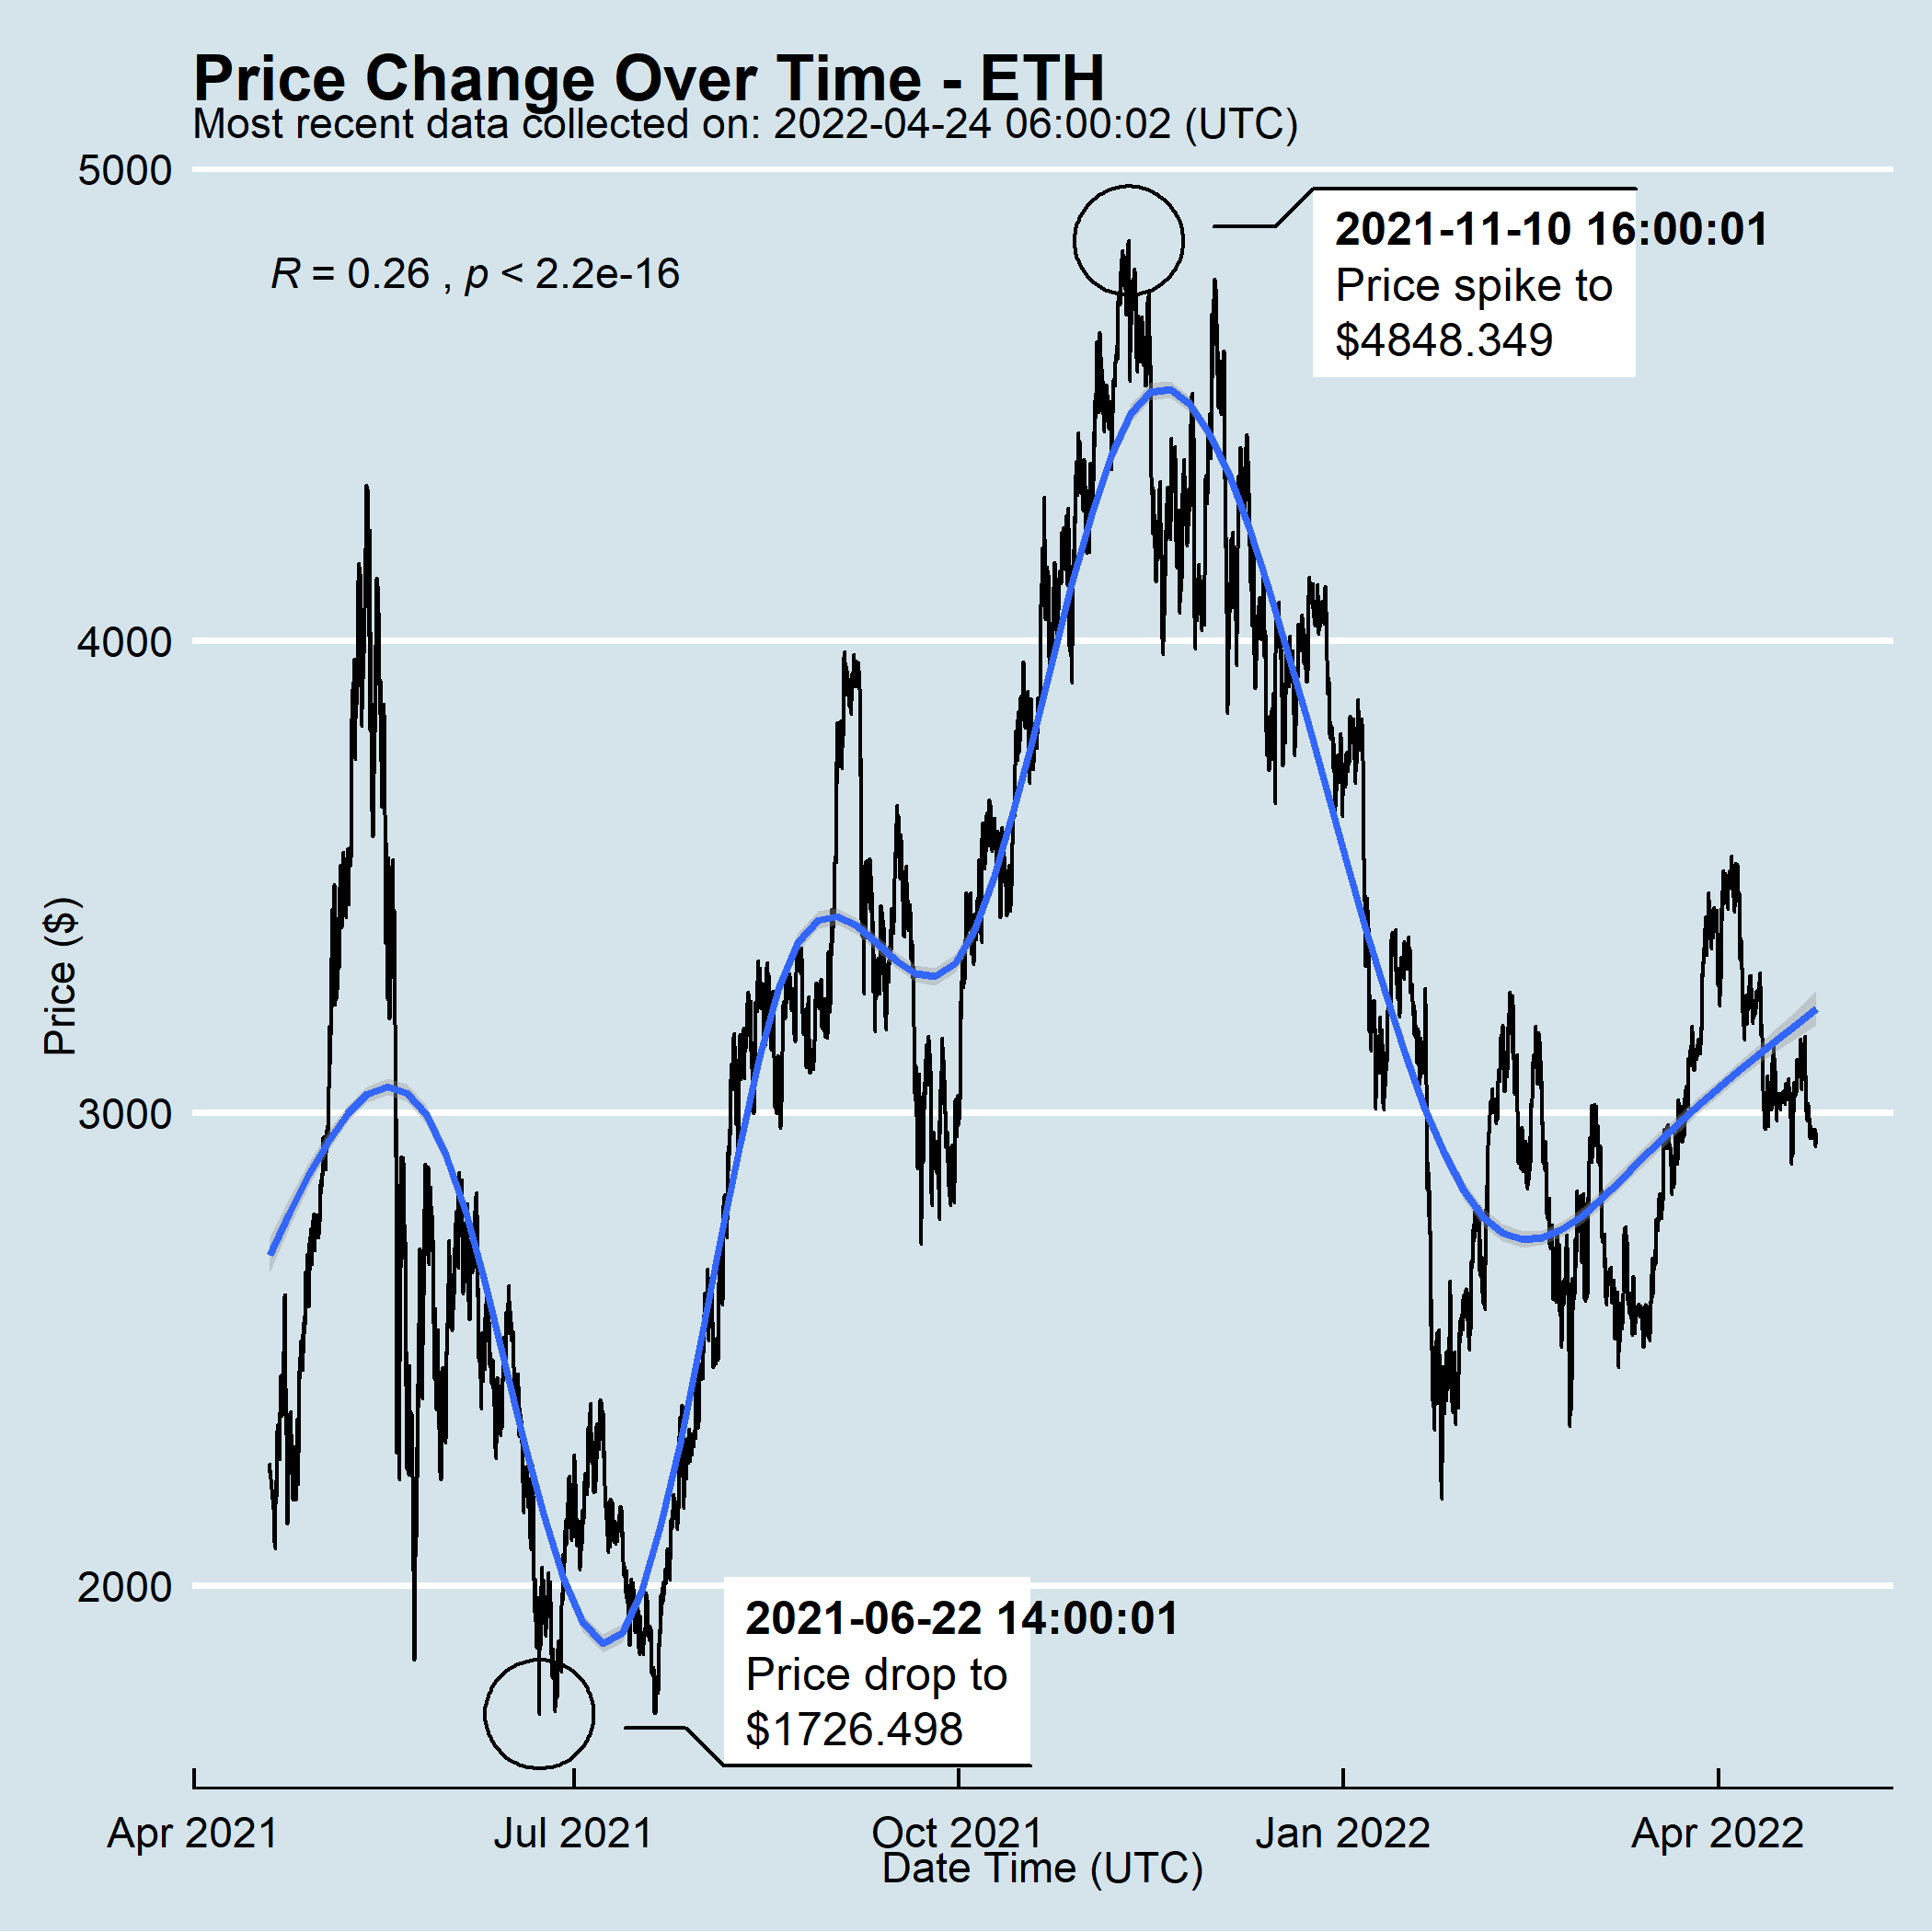 Price Change Over Time - ETH
Most recent data collected on: 2022-04-24 06:00:02 (UTC)
5000
2021-11-10 16:00:01
Price spike to
$4848.349
R = 0.26 , p < 2.2e-16
4000
Price ($)
3000
2000
2021-06-22 14:00:01
Price drop to
$1726.498
Apr 2021 Jul 2021 Oct 2021 Jan 2022 Apr 2022
Date Time (UTC)